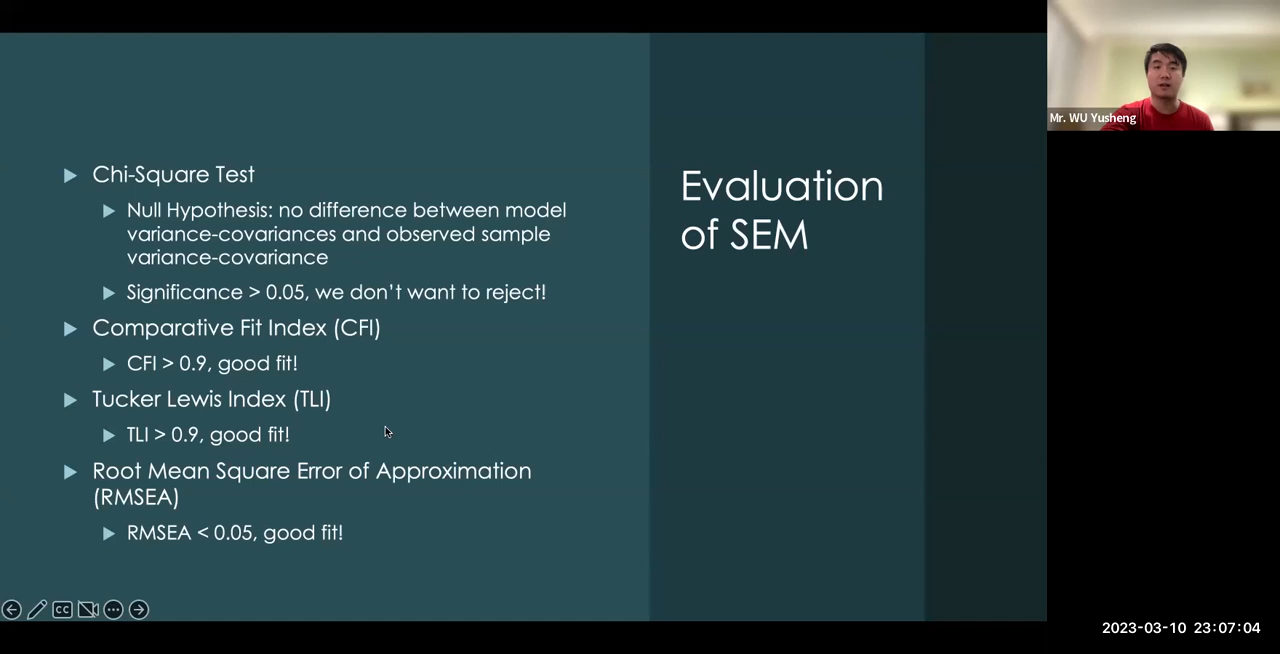 Chi-Square Test
Null Hypothesis: no difference between model
variance-covariances and observed sample
variance-covariance
Significance > 0.05, we don't want to reject!
Comparative Fit Index (CFI)
CFI > 0.9, good fit!
Tucker Lewis Index (TLI)
TLI > 0.9, good fit!
Root Mean Square Error of Approximation
(RMSEA)
RMSEA < 0.05, good fit!
Evaluation
of SEM
Mr. WU Yusheng
CC
2023-03-10 23:07:04